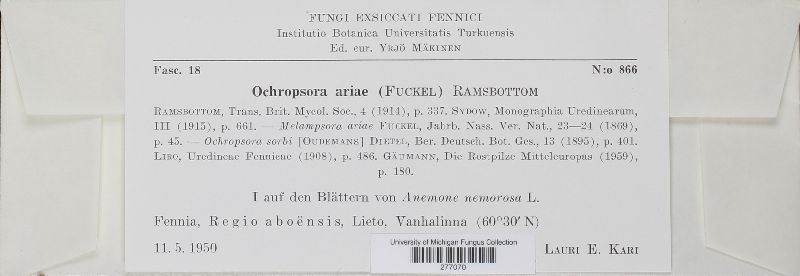 FUNGI EXSICCATI FENNICI
Institutio Botanica Universitatis Turkuensis
Ed. cur. YRJÖ MÄKINEN
Fasc. 18 N:o 866
Ochropsora ariae (FUCKEL) RAMSBOTTOM
RAMSBOTTOM, Trans. Brit. Mycol. Soc., 4 (1914), p. 337. SYDOW, Monographia Uredinearum,
III (1915), p. 661. — Melampsora ariae FUCKEL, Jahrb. Nass. Ver. Nat., 23—24 (1869),
p. 45. — Ochropsora sorbi [OUDEMANS] DIETEL, Ber. Deutsch. Bot. Ges., 13 (1895), p. 401.
LIRO, Uredineae Fennicae (1908), p. 486. GÄUMANN, Die Rostpilze Mitteleuropas (1959),
p. 180.
I auf den Blättern von Anemone nemorosa L.
Fennia, Regio aboënsis, Lieto, Vanhalinna (60°30′ N)
11. 5. 1950 LAURI E. KARI
University of Michigan Fungus Collection
277070